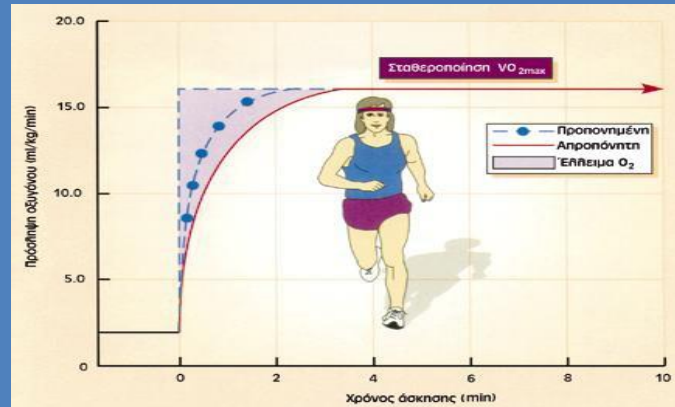 20.0
15.0
10.0
5.0
0
Πρόσληψη οξυγόνου (ml/kg/min)
Σταθεροποίηση VO2max
Προπονημένη
Απροπόνητη
Έλλειμα O2
0 2 4 6 8 10
Χρόνος άσκησης (min)